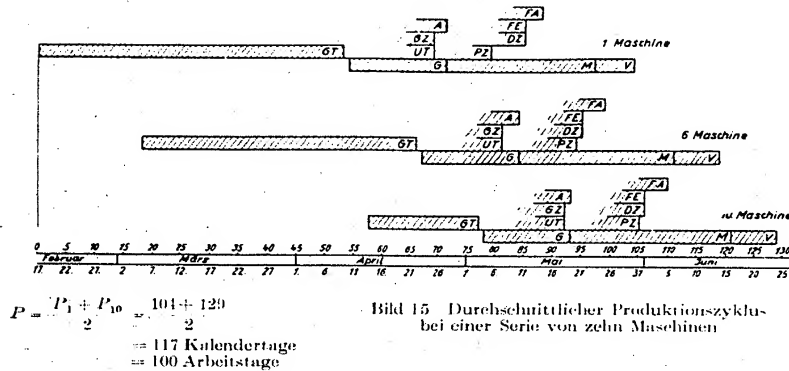 FA
A FE
GZ DZ 1 Maschine
GT UT PZ
G M V
FA
A FE 6 Maschine
GZ DZ
GT UT PZ
G M V
FA
A FE
GZ DZ 10. Maschine
GT UT PZ
G M V
0 5 10 15 20 25 30 35 40 45 50 55 60 65 70 75 80 85 90 95 100 105 110 115 120 125 130
Februar März April Mai Juni
17. 22. 27. 2 7. 12. 17 22. 27. 1. 6 11 16. 21 26 1 6 11 16. 21 26 31 5 10 15 20 25
P = P₁ + P₁₀ / 2 = 104 + 129 / 2
= 117 Kalendertage
= 100 Arbeitstage
Bild 15 Durchschnittlicher Produktionszyklus
bei einer Serie von zehn Maschinen